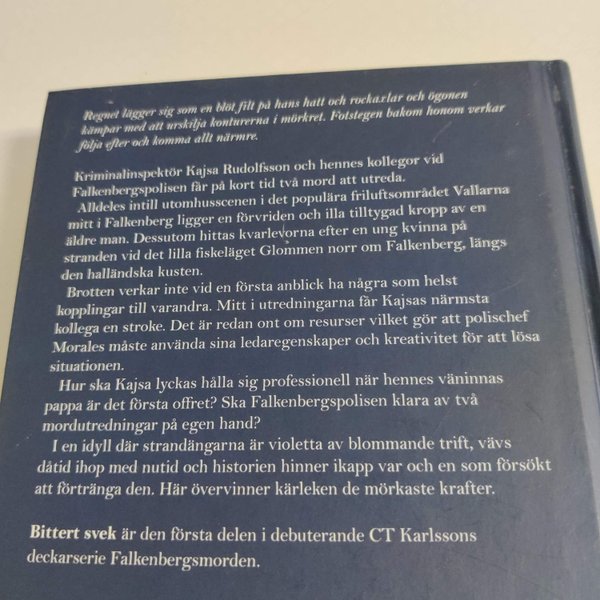 Regnet lägger sig som en blöt filt på hans hatt och rockaxlar och ögonen
kämpar med att urskilja konturerna i mörkret. Fotstegen bakom honom verkar
följa efter och komma allt närmre.
Kriminalinspektör Kajsa Rudolfsson och hennes kollegor vid
Falkenbergspolisen får på kort tid två mord att utreda.
Alldeles intill utomhusscenen i det populära friluftsområdet Vallarna
mitt i Falkenberg ligger en förvriden och illa tilltygad kropp av en
äldre man. Dessutom hittas kvarlevorna efter en ung kvinna på
stranden vid det lilla fiskeläget Glommen norr om Falkenberg, längs
den halländska kusten.
Brotten verkar inte vid en första anblick ha några som helst
kopplingar till varandra. Mitt i utredningarna får Kajsas närmsta
kollega en stroke. Det är redan ont om resurser vilket gör att polischef
Morales måste använda sina ledaregenskaper och kreativitet för att lösa
situationen.
Hur ska Kajsa lyckas hålla sig professionell när hennes väninnas
pappa är det första offret? Ska Falkenbergspolisen klara av två
mordutredningar på egen hand?
I en idyll där strandängarna är violetta av blommande trift, vävs
dåtid ihop med nutid och historien hinner ikapp var och en som försökt
att förtränga den. Här övervinner kärleken de mörkaste krafter.
Bittert svek är den första delen i debuterande CT Karlssons
deckarserie Falkenbergsmorden.